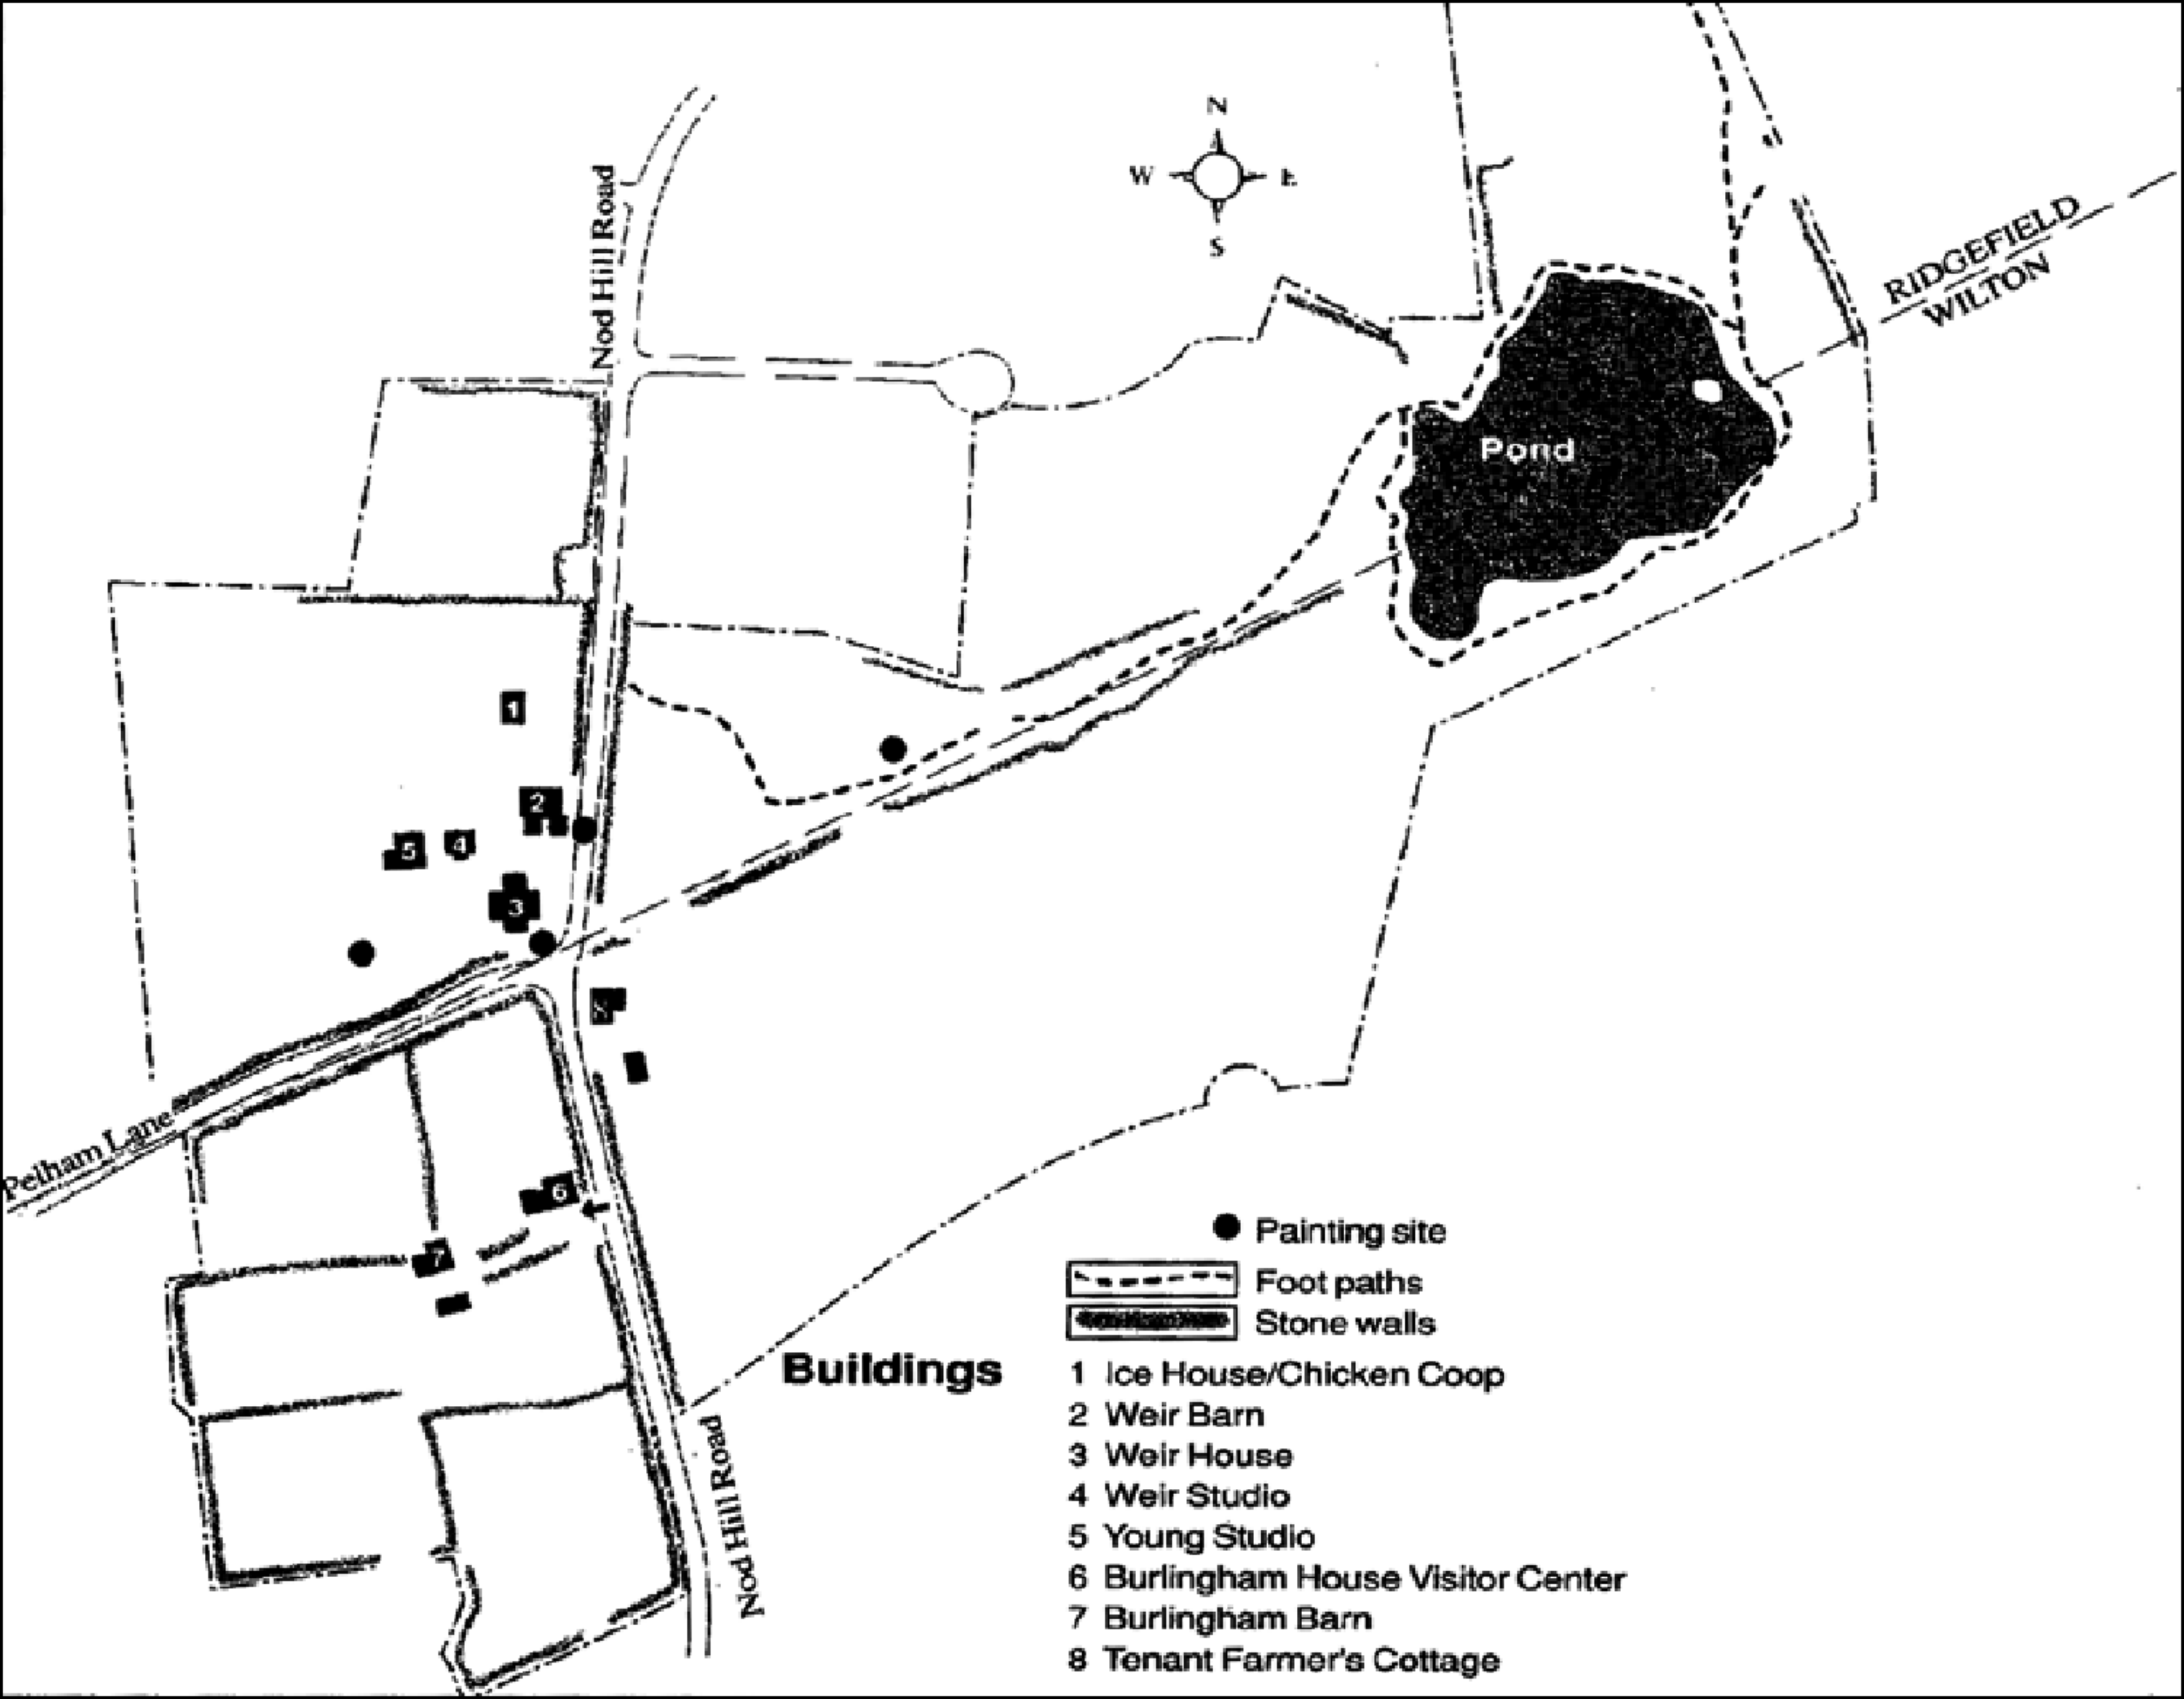 Nod Hill Road
N
W E
S
RIDGEFIELD
WILTON
Pond
1
2
5 4
3
8
Pelham Lane
6
7
Painting site
Foot paths
Stone walls
Buildings
1 Ice House/Chicken Coop
2 Weir Barn
3 Weir House
4 Weir Studio
5 Young Studio
6 Burlingham House Visitor Center
7 Burlingham Barn
8 Tenant Farmer's Cottage
Nod Hill Road